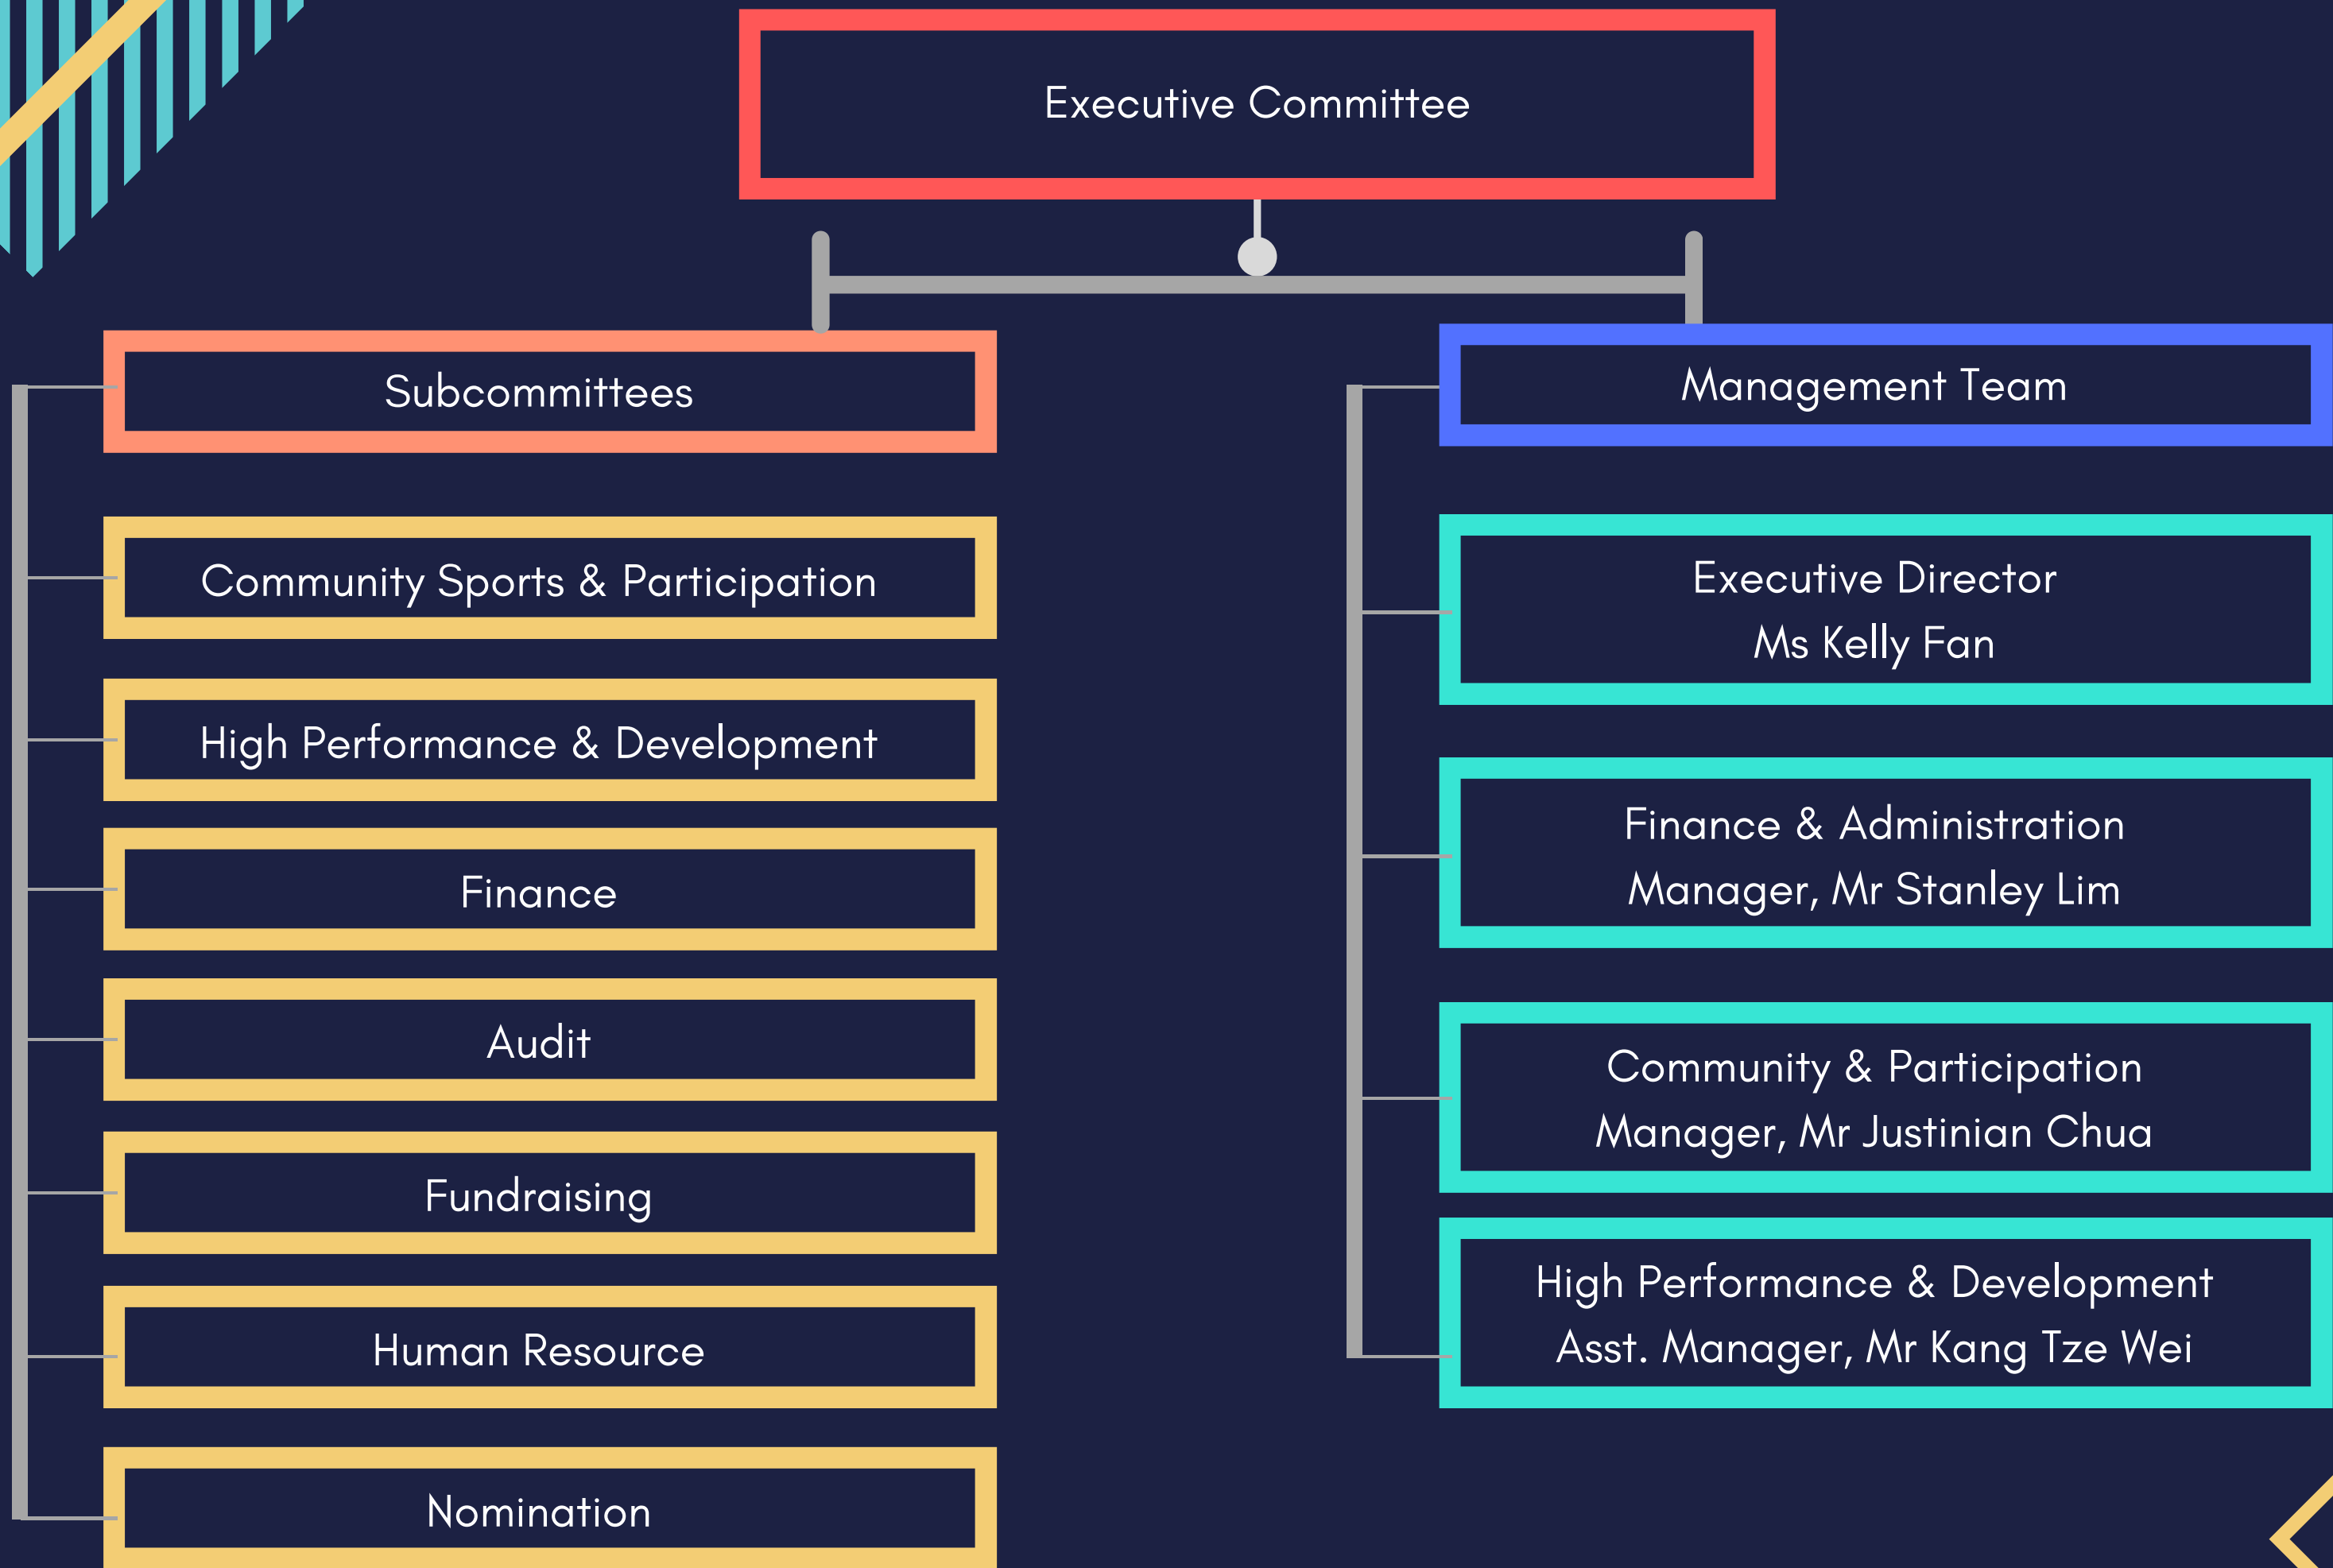 Executive Committee
Subcommittees
Community Sports & Participation
High Performance & Development
Finance
Audit
Fundraising
Human Resource
Nomination
Management Team
Executive Director
Ms Kelly Fan
Finance & Administration
Manager, Mr Stanley Lim
Community & Participation
Manager, Mr Justinian Chua
High Performance & Development
Asst. Manager, Mr Kang Tze Wei